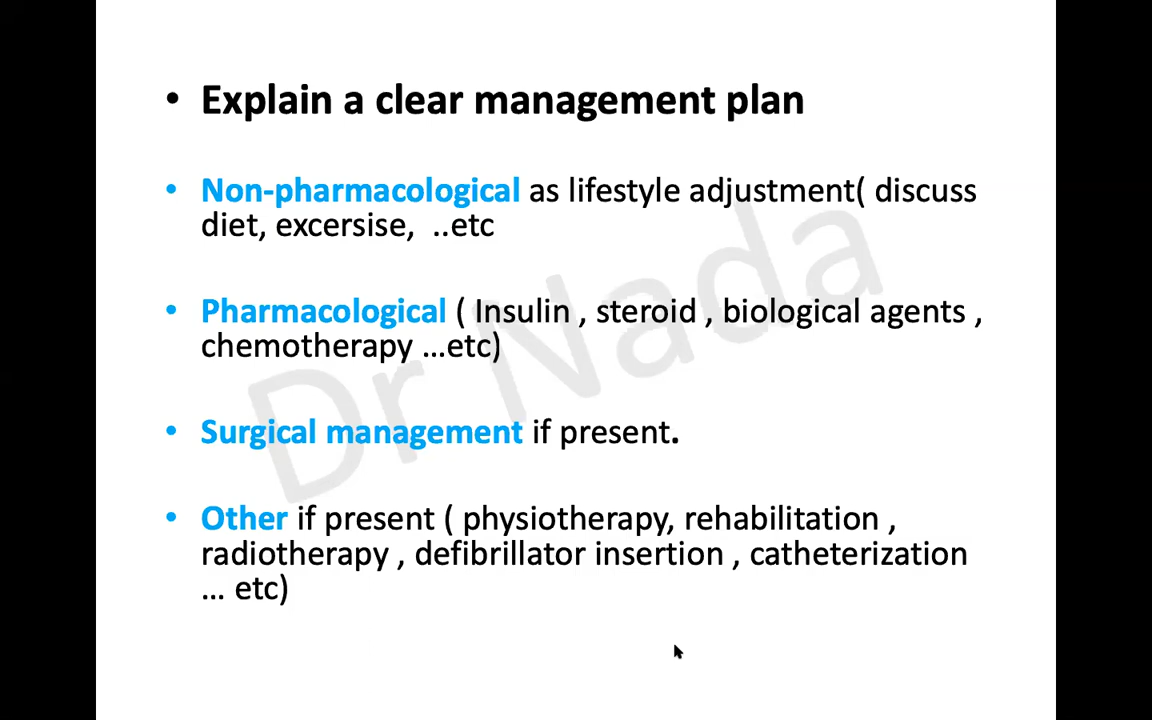 • Explain a clear management plan
• Non-pharmacological as lifestyle adjustment( discuss
diet, excersise,  ..etc
• Pharmacological ( Insulin , steroid , biological agents ,
chemotherapy ...etc)
• Surgical management if present.
• Other if present ( physiotherapy, rehabilitation ,
radiotherapy , defibrillator insertion , catheterization
... etc)
Dr Nada